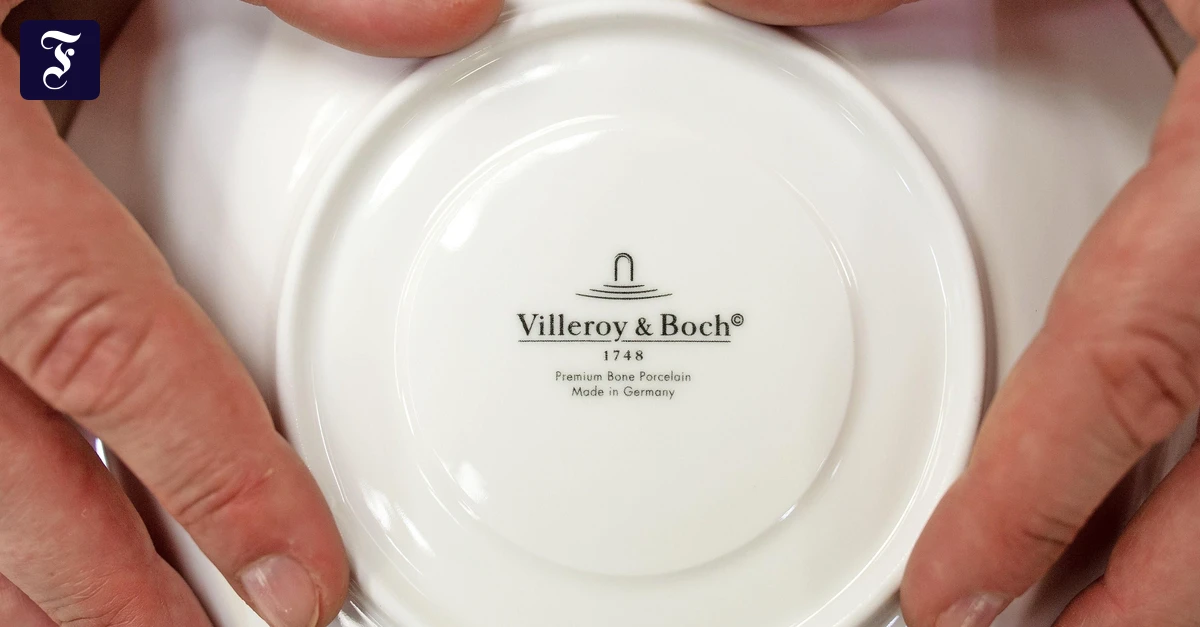 F
Villeroy & Boch©
1748
Premium Bone Porcelain
Made in Germany